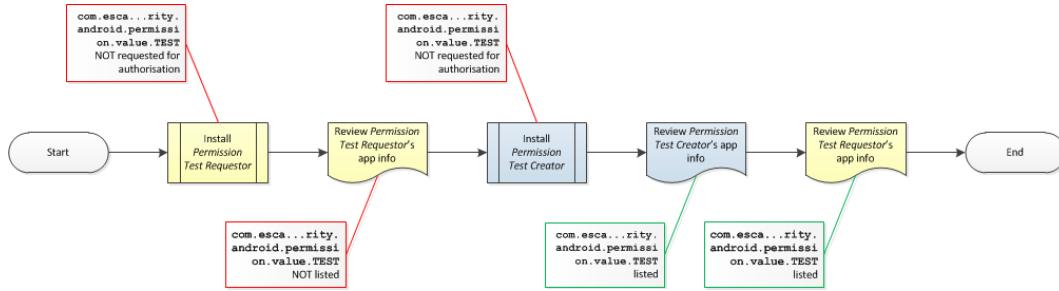 com.esca...rity.
android.permissi
on.value.TEST
NOT requested for
authorisation
com.esca...rity.
android.permissi
on.value.TEST
NOT requested for
authorisation
Start
Install
Permission
Test Requestor
Review Permission
Test Requestor's
app info
Install
Permission
Test Creator
Review Permission
Test Creator's app
info
Review Permission
Test Requestor's
app info
End
com.esca...rity.
android.permissi
on.value.TEST
NOT listed
com.esca...rity.
android.permissi
on.value.TEST
listed
com.esca...rity.
android.permissi
on.value.TEST
listed